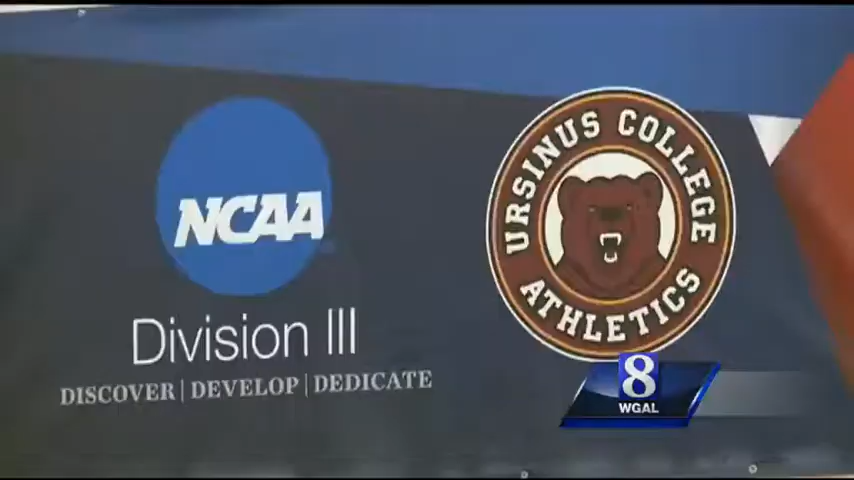 NCAA
Division III
DISCOVER | DEVELOP | DEDICATE
URSINUS COLLEGE
ATHLETICS
8
WGAL